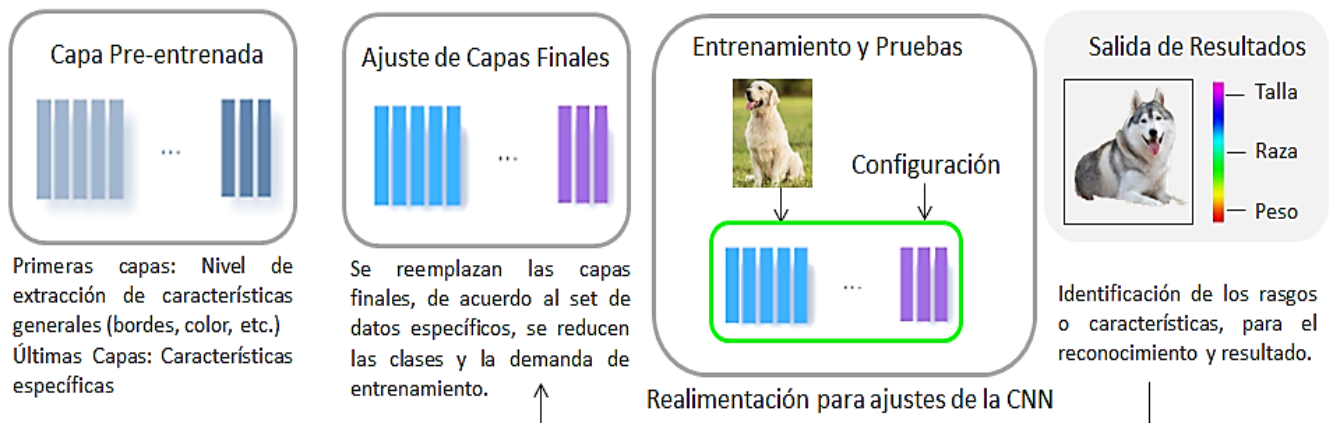 Capa Pre-entrenada
Primeras capas: Nivel de
extracción de características
generales (bordes, color, etc.)
Últimas Capas: Características
específicas
Ajuste de Capas Finales
Se reemplazan las capas
finales, de acuerdo al set de
datos específicos, se reducen
las clases y la demanda de
entrenamiento.
Entrenamiento y Pruebas
Configuración
Realimentación para ajustes de la CNN
Salida de Resultados
Talla
Raza
Peso
Identificación de los rasgos
o características, para el
reconocimiento y resultado.